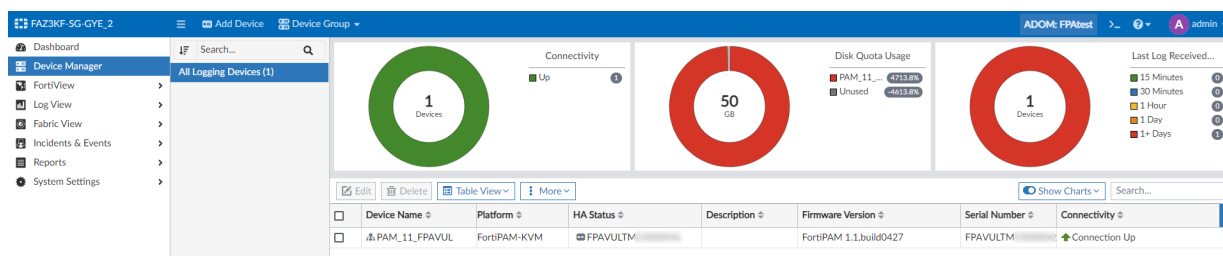 FAZ3KF-SG-GYE_2
Add Device
Device Group
ADOM: FPAtest
>_
?
A
admin
Dashboard
Device Manager
FortiView
Log View
Fabric View
Incidents & Events
Reports
System Settings
Search...
All Logging Devices (1)
1
Devices
Connectivity
Up 1
50
GB
Disk Quota Usage
PAM_11_... 4713.8%
Unused -4613.8%
1
Devices
Last Log Received...
15 Minutes 0
30 Minutes 0
1 Hour 0
1 Day 0
1+ Days 1
Edit Delete Table View More Show Charts Search...
Device Name Platform HA Status Description Firmware Version Serial Number Connectivity
PAM_11_FPAVUL FortiPAM-KVM FPAVULTM FortiPAM 1.1,build0427 FPAVULTM Connection Up